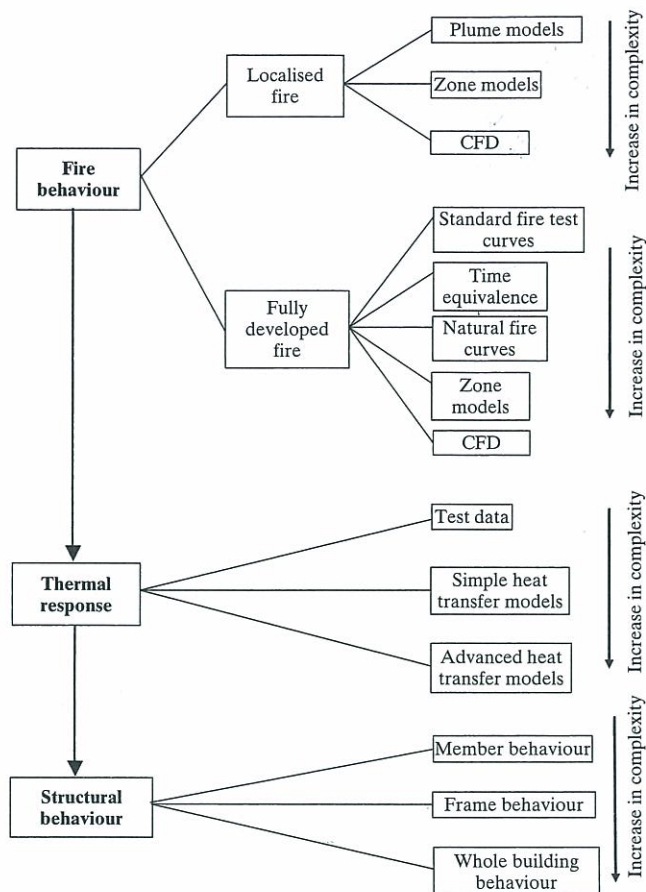 Plume models
Localised
fire
Zone models
CFD
Increase in complexity
Fire
behaviour
Standard fire test
curves
Time
equivalence
Fully
developed
fire
Natural fire
curves
Zone
models
CFD
Increase in complexity
Test data
Thermal
response
Simple heat
transfer models
Advanced heat
transfer models
Increase in complexity
Member behaviour
Structural
behaviour
Frame behaviour
Whole building
behaviour
Increase in complexity